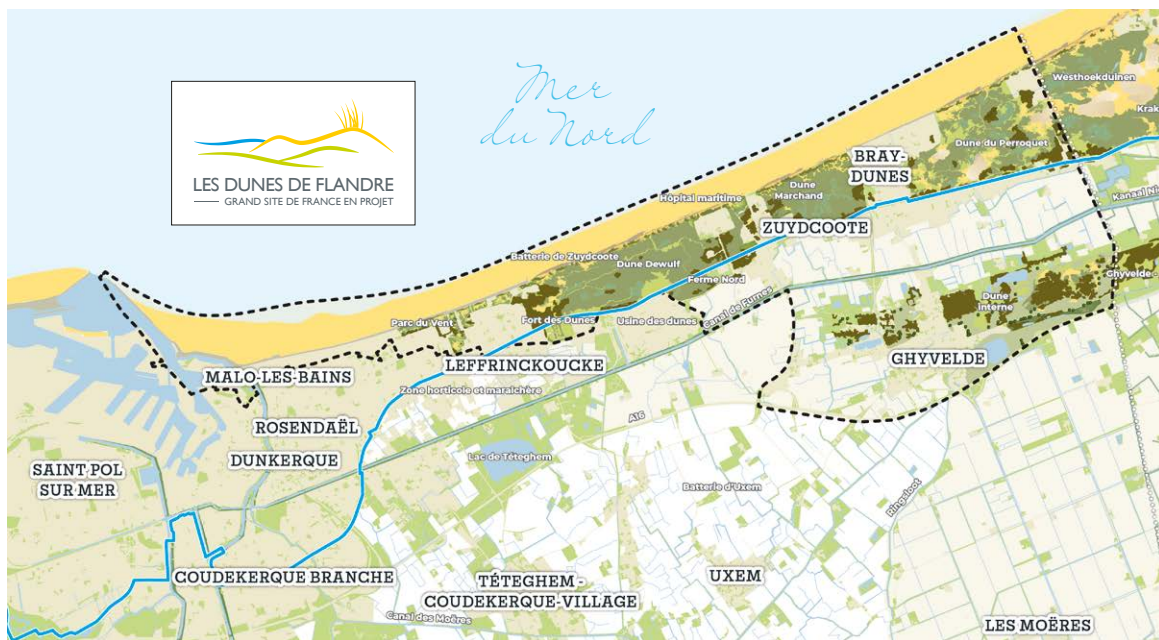 Mer
du Nord
LES DUNES DE FLANDRE
GRAND SITE DE FRANCE EN PROJET
Westhoekduinen
Krak
Dune du Perroquet
BRAY-
DUNES
Dune
Marchand
Hôpital maritime
Kanaal Ni
ZUYDCOOTE
Batterie de Zuydcoote
Dune Dewulf
Ferme Nord
Ghyvelde -
Dune
Interne
Parc du Vent
Fort des Dunes
Usine des dunes
Canal de Furnes
GHYVELDE
LEFFRINCKOUCKE
MALO-LES-BAINS
Zone horticole et maraîchère
A16
ROSENDAËL
DUNKERQUE
Lac de Téteghem
SAINT POL
SUR MER
Batterie d'Uxem
Ringsloot
COUDEKERQUE BRANCHE
TÉTEGHEM -
COUDEKERQUE-VILLAGE
UXEM
Canal des Moëres
LES MOËRES